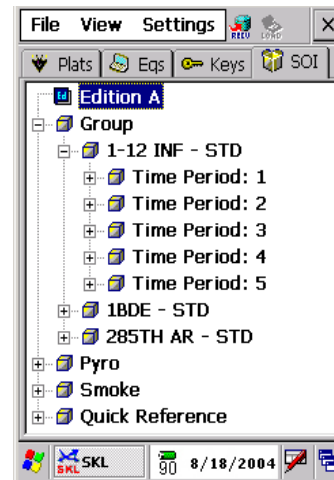 File View Settings RECV LOAD
Plats Eqs Keys SOI
Ed Edition A
Group
1-12 INF - STD
Time Period: 1
Time Period: 2
Time Period: 3
Time Period: 4
Time Period: 5
1BDE - STD
285TH AR - STD
Pyro
Smoke
Quick Reference
SKL SKL 90 8/18/2004